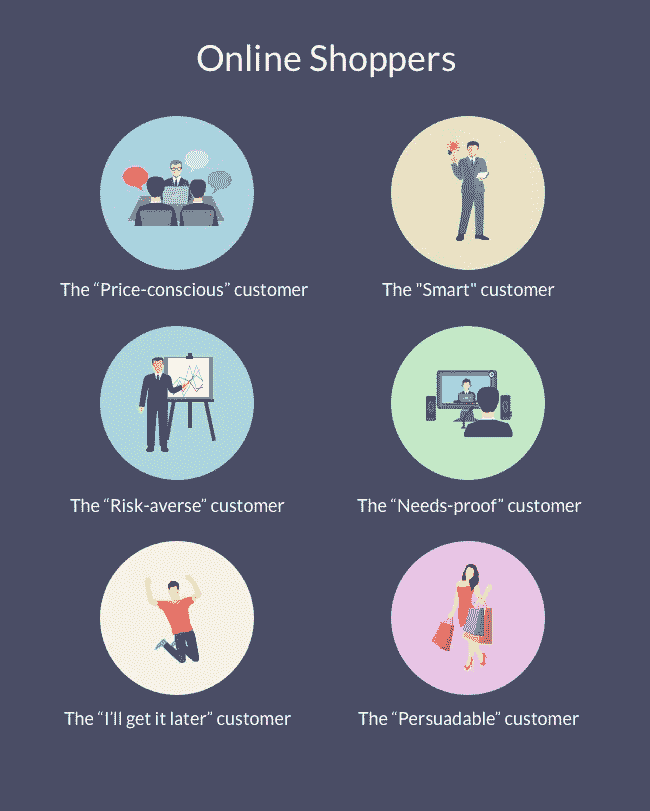 Online Shoppers
The “Price-conscious” customer
The "Smart" customer
The “Risk-averse” customer
The “Needs-proof” customer
The “I’ll get it later” customer
The “Persuadable” customer